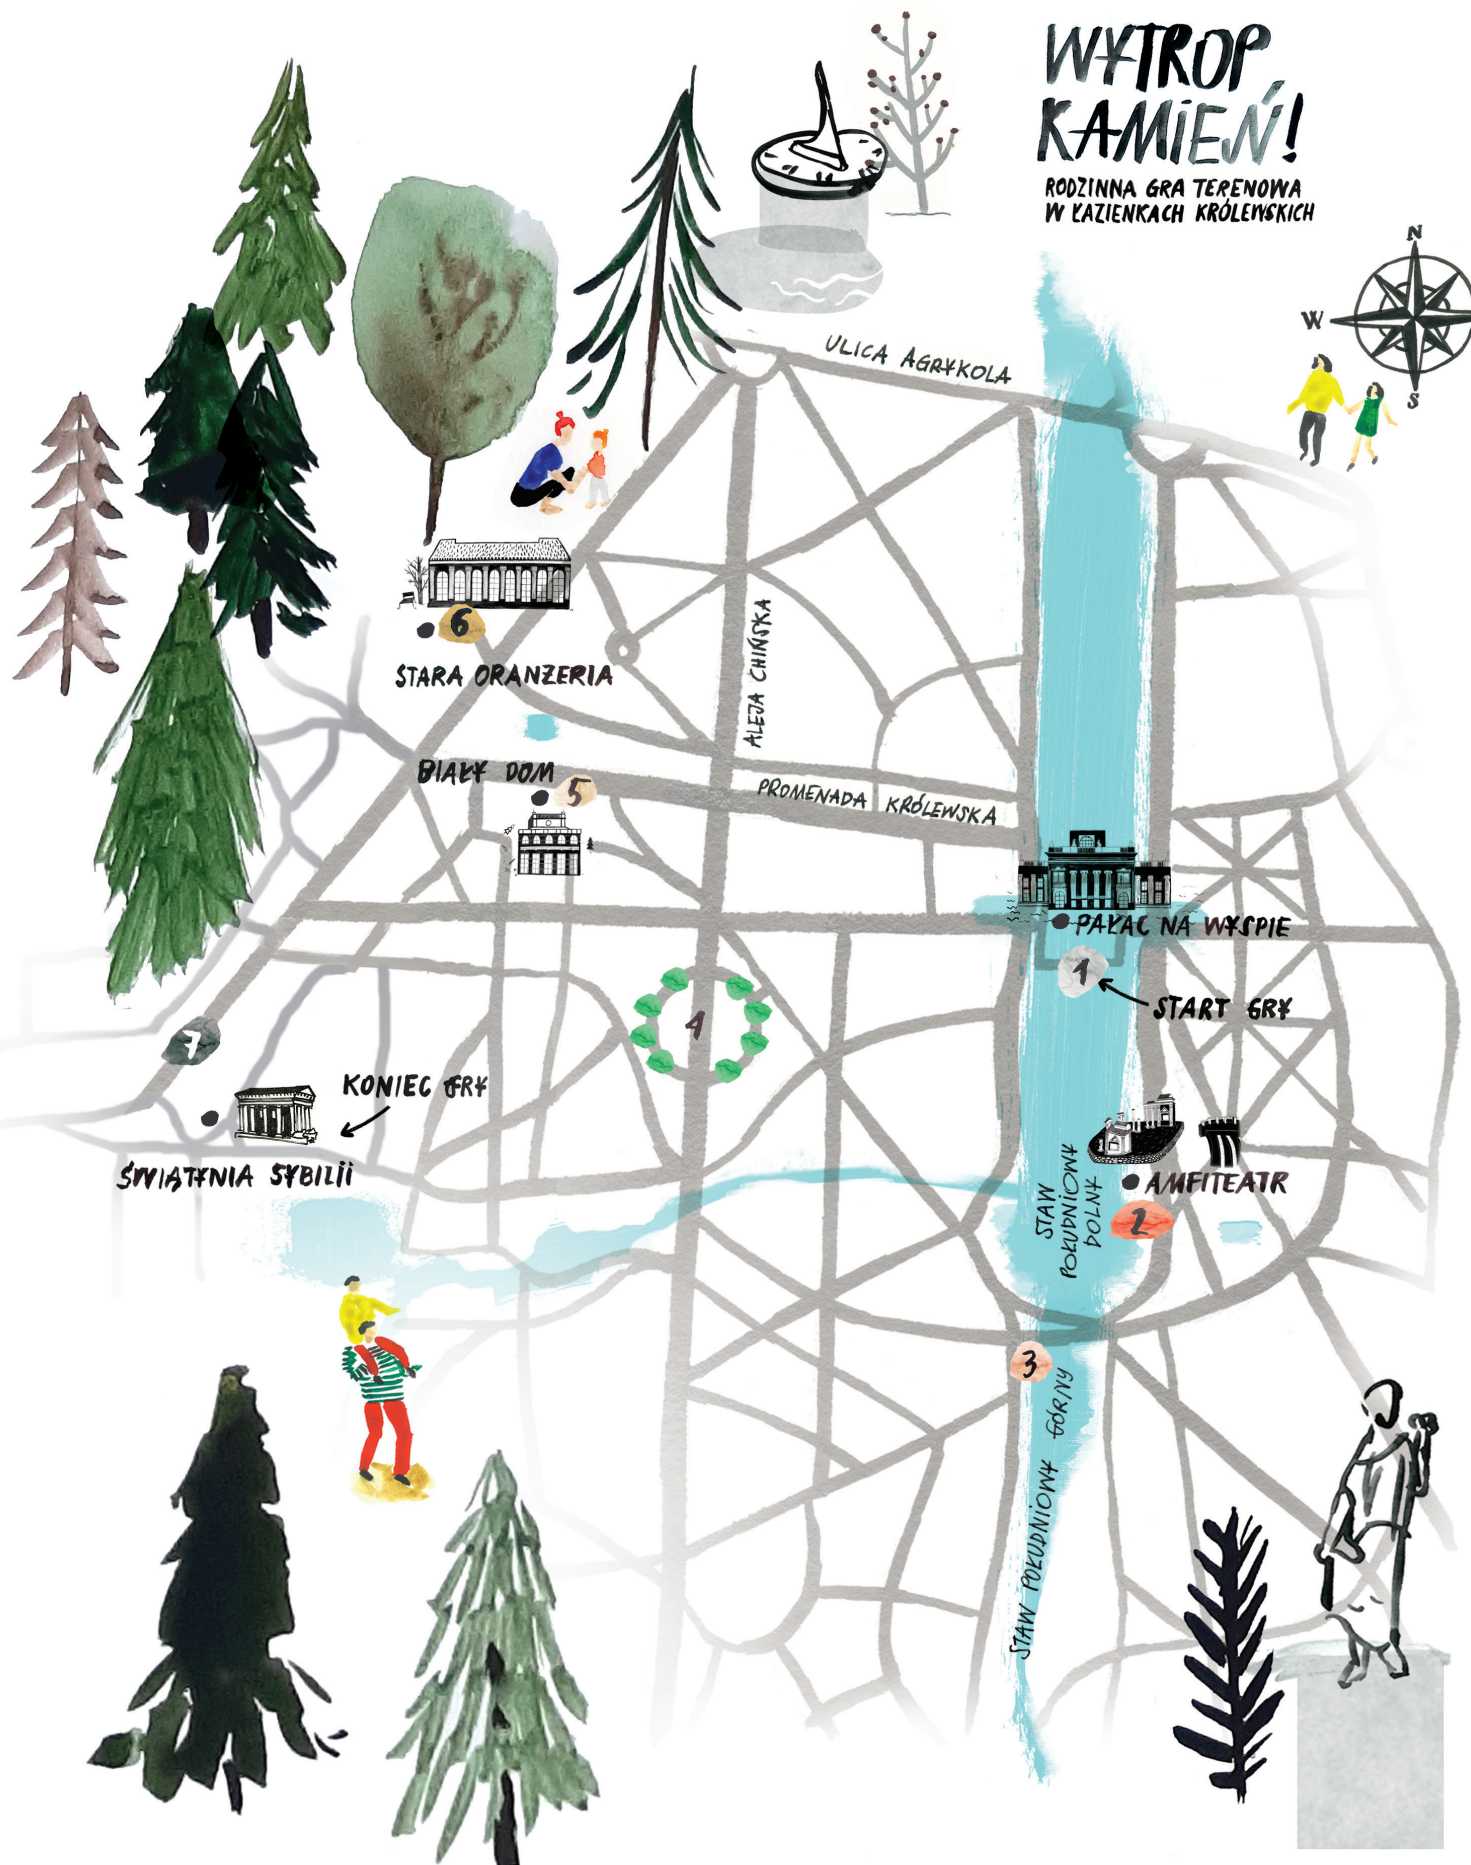 WYTROP
KAMIEŃ!
RODZINNA GRA TERENOWA
W ŁAZIENKACH KRÓLEWSKICH
N
W
S
ULICA AGRYKOLA
6
STARA ORANŻERIA
ALEJA CHIŃSKA
BIAŁY DOM
5
PROMENADA KRÓLEWSKA
PAŁAC NA WYSPIE
1
START GRY
4
7
KONIEC GRY
ŚWIĄTYNIA SYBILII
AMFITEATR
2
STAW
POŁUDNIOWY
DOLNY
3
STAW POŁUDNIOWY GÓRNY